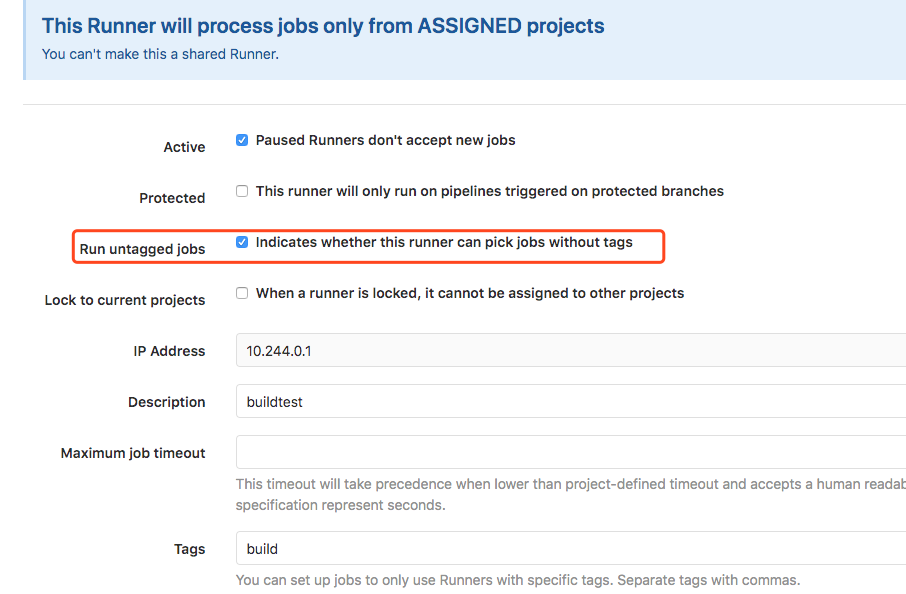 This Runner will process jobs only from ASSIGNED projects
You can't make this a shared Runner.
Active
Paused Runners don't accept new jobs
Protected
This runner will only run on pipelines triggered on protected branches
Run untagged jobs
Indicates whether this runner can pick jobs without tags
Lock to current projects
When a runner is locked, it cannot be assigned to other projects
IP Address
10.244.0.1
Description
buildtest
Maximum job timeout
This timeout will take precedence when lower than project-defined timeout and accepts a human readab
specification represent seconds.
Tags
build
You can set up jobs to only use Runners with specific tags. Separate tags with commas.